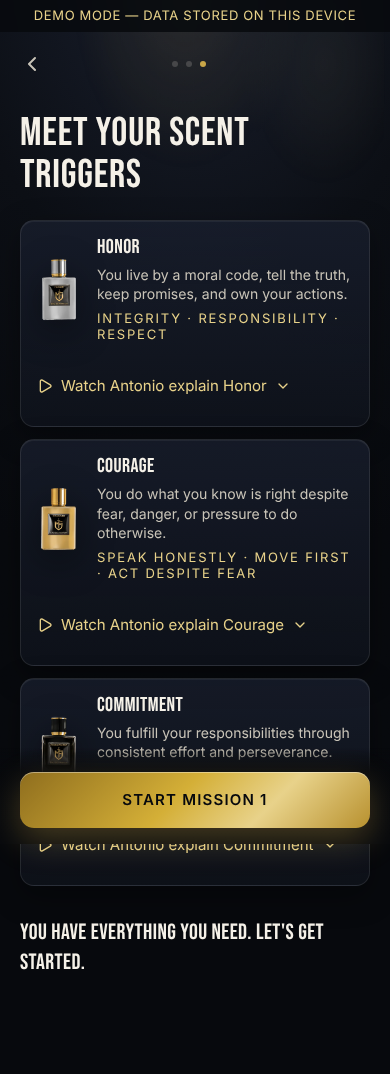 DEMO MODE — DATA STORED ON THIS DEVICE
MEET YOUR SCENT
TRIGGERS
HONOR
You live by a moral code, tell the truth,
keep promises, and own your actions.
INTEGRITY · RESPONSIBILITY ·
RESPECT
Watch Antonio explain Honor
COURAGE
You do what you know is right despite
fear, danger, or pressure to do
otherwise.
SPEAK HONESTLY · MOVE FIRST
· ACT DESPITE FEAR
Watch Antonio explain Courage
COMMITMENT
You fulfill your responsibilities through
consistent effort and perseverance.
START MISSION 1
Watch Antonio explain Commitment
YOU HAVE EVERYTHING YOU NEED. LET'S GET
STARTED.